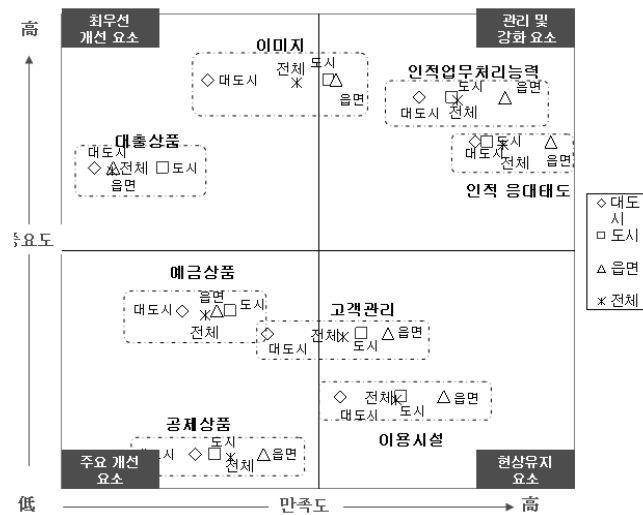 高
최우선
개선 요소
관리 및
강화 요소
이미지
대도시
전체
도시
읍면
인적업무처리능력
대도시
도시
전체
읍면
대출상품
대도시
전체
도시
읍면
대도시
도시
전체
읍면
인적 응대태도
중요도
대도
시
도시
읍면
전체
예금상품
대도시
읍면
도시
전체
고객관리
대도시
전체
도시
읍면
전체
대도시
도시
읍면
이용시설
공제상품
도시
전체
읍면
주요 개선
요소
현상유지
요소
低
만족도
高